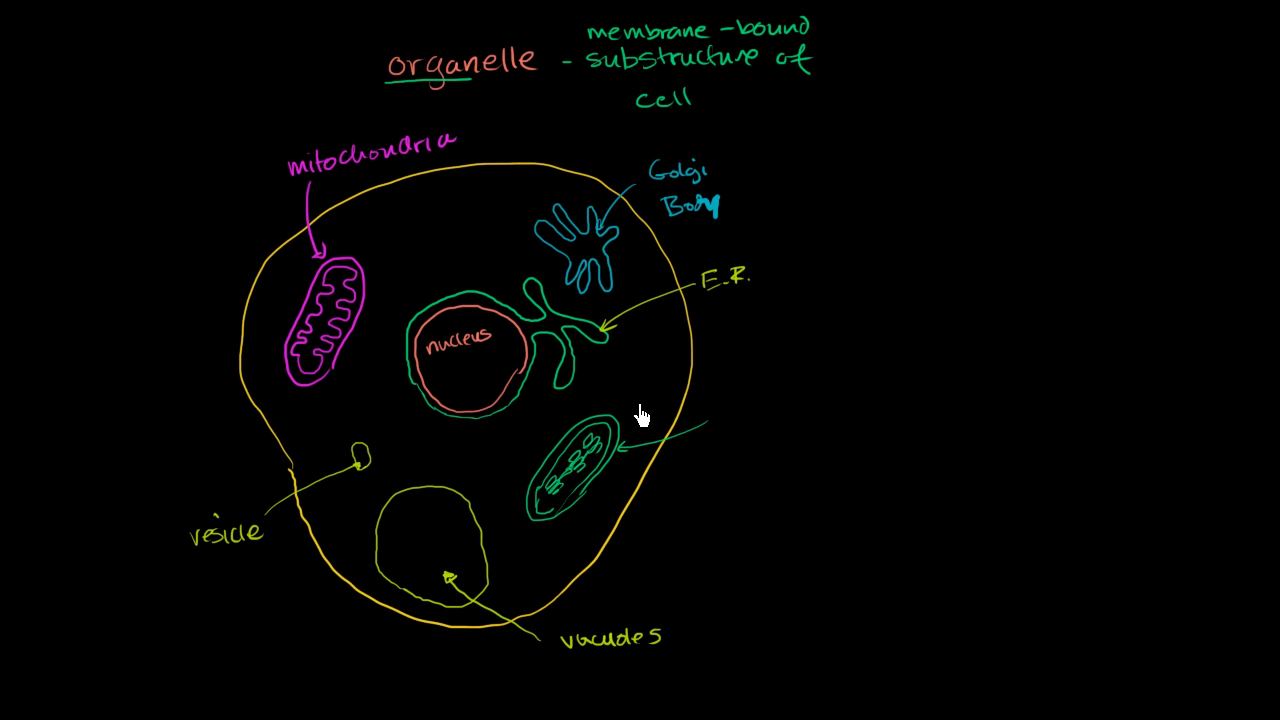 membrane-bound
organelle - substructure of
cell
mitochondria
Golgi
Body
E.R.
nucleus
vesicle
vacuoles